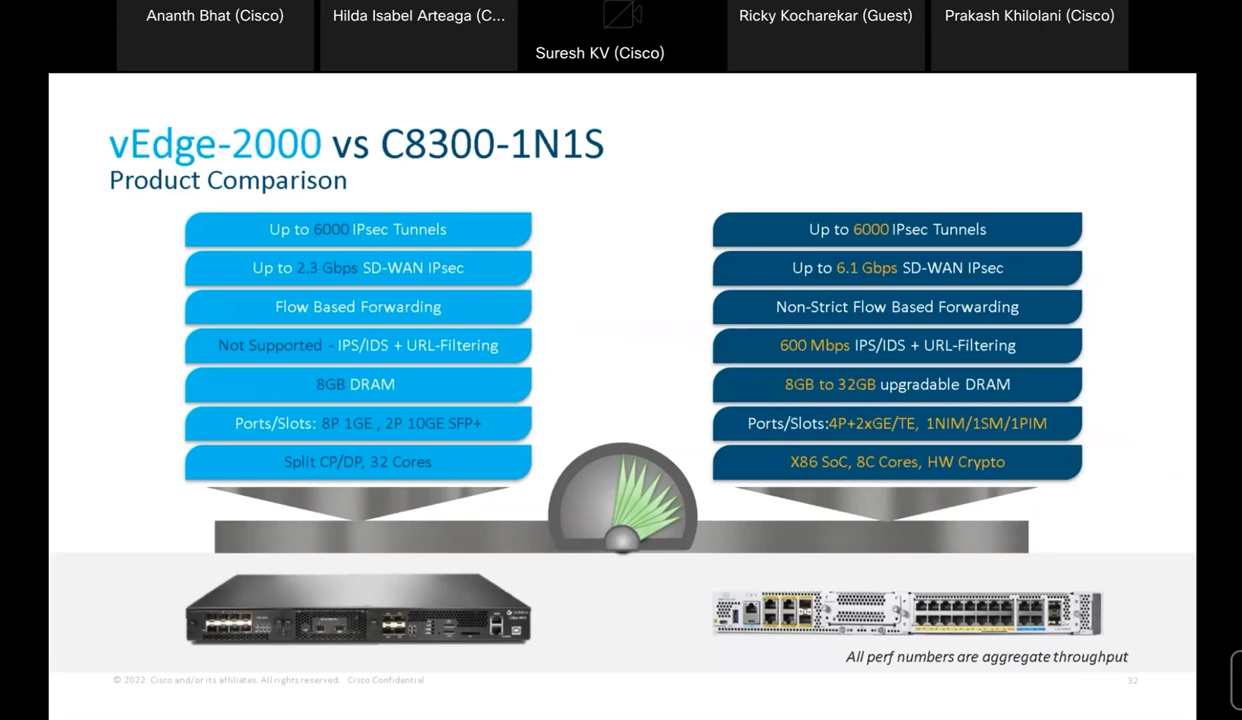 Ananth Bhat (Cisco)
Hilda Isabel Arteaga (C...
Suresh KV (Cisco)
Ricky Kocharekar (Guest)
Prakash Khilolani (Cisco)
vEdge-2000 vs C8300-1N1S
Product Comparison
Up to 6000 IPsec Tunnels
Up to 2.3 Gbps SD-WAN IPsec
Flow Based Forwarding
Not Supported - IPS/IDS + URL-Filtering
8GB DRAM
Ports/Slots: 8P 1GE , 2P 10GE SFP+
Split CP/DP, 32 Cores
Up to 6000 IPsec Tunnels
Up to 6.1 Gbps SD-WAN IPsec
Non-Strict Flow Based Forwarding
600 Mbps IPS/IDS + URL-Filtering
8GB to 32GB upgradable DRAM
Ports/Slots:4P+2xGE/TE, 1NIM/1SM/1PIM
X86 SoC, 8C Cores, HW Crypto
All perf numbers are aggregate throughput
© 2022 Cisco and/or its affiliates. All rights reserved. Cisco Confidential
32